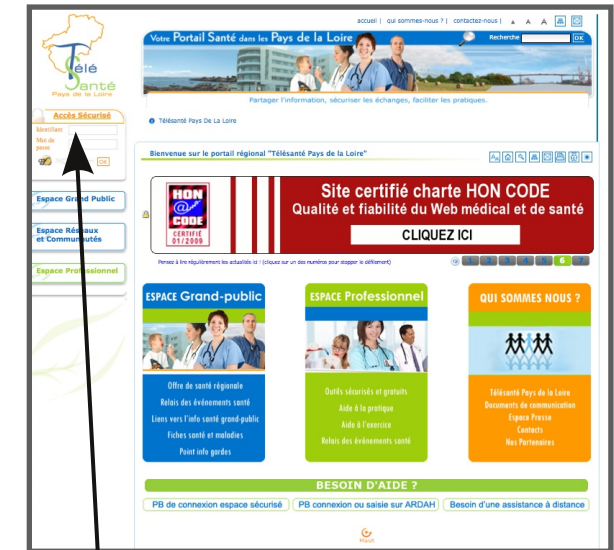 accueil | qui sommes-nous ? | contactez-nous | A A A
Votre Portail Santé dans les Pays de la Loire
Recherche OK
Partager l'information, sécuriser les échanges, faciliter les pratiques.
Télé
Santé
Pays de la Loire
Accès Sécurisé
Identifiant
Mot de
passe
OK
Espace Grand Public
Espace Réseaux
et Communautés
Espace Professionnel
Télésanté Pays De La Loire
Bienvenue sur le portail régional "Télésanté Pays de la Loire"
HON
@
CODE
CERTIFIÉ
01/2009
Site certifié charte HON CODE
Qualité et fiabilité du Web médical et de santé
CLIQUEZ ICI
Pensez à lire régulièrement les actualités ici ! (cliquez sur un des numéros pour stopper le défilement)
1 2 3 4 5 6 7
ESPACE Grand-public
Offre de santé régionale
Relais des événements santé
Liens vers l'info santé grand-public
Fiches santé et maladies
Point info gardes
ESPACE Professionnel
Outils sécurisés et gratuits
Aide à la pratique
Aide à l'exercice
Relais des événements santé
QUI SOMMES NOUS ?
Télésanté Pays de la Loire
Documents de communication
Espace Presse
Contacts
Nos Partenaires
BESOIN D'AIDE ?
PB de connexion espace sécurisé
PB connexion ou saisie sur ARDAH
Besoin d'une assistance à distance
Haut